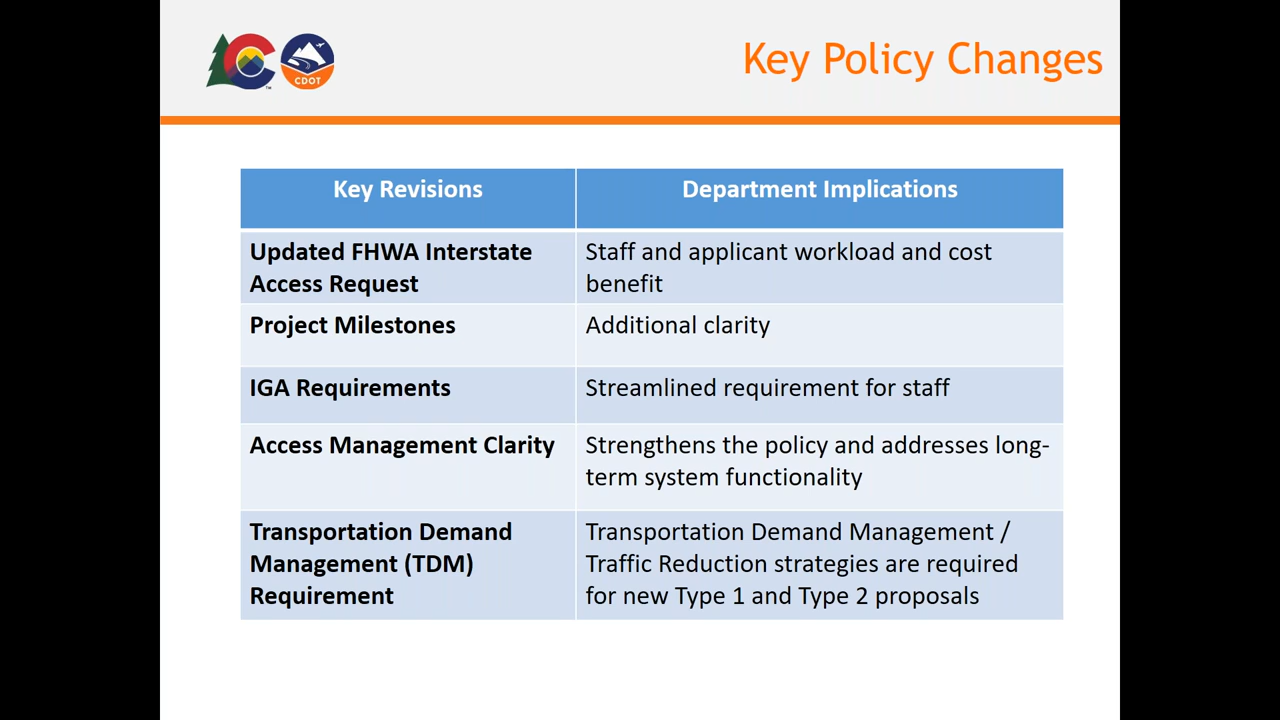 CDOT
Key Policy Changes
Key Revisions
Department Implications
Updated FHWA Interstate
Access Request
Staff and applicant workload and cost
benefit
Project Milestones
Additional clarity
IGA Requirements
Streamlined requirement for staff
Access Management Clarity
Strengthens the policy and addresses long-
term system functionality
Transportation Demand
Management (TDM)
Requirement
Transportation Demand Management /
Traffic Reduction strategies are required
for new Type 1 and Type 2 proposals